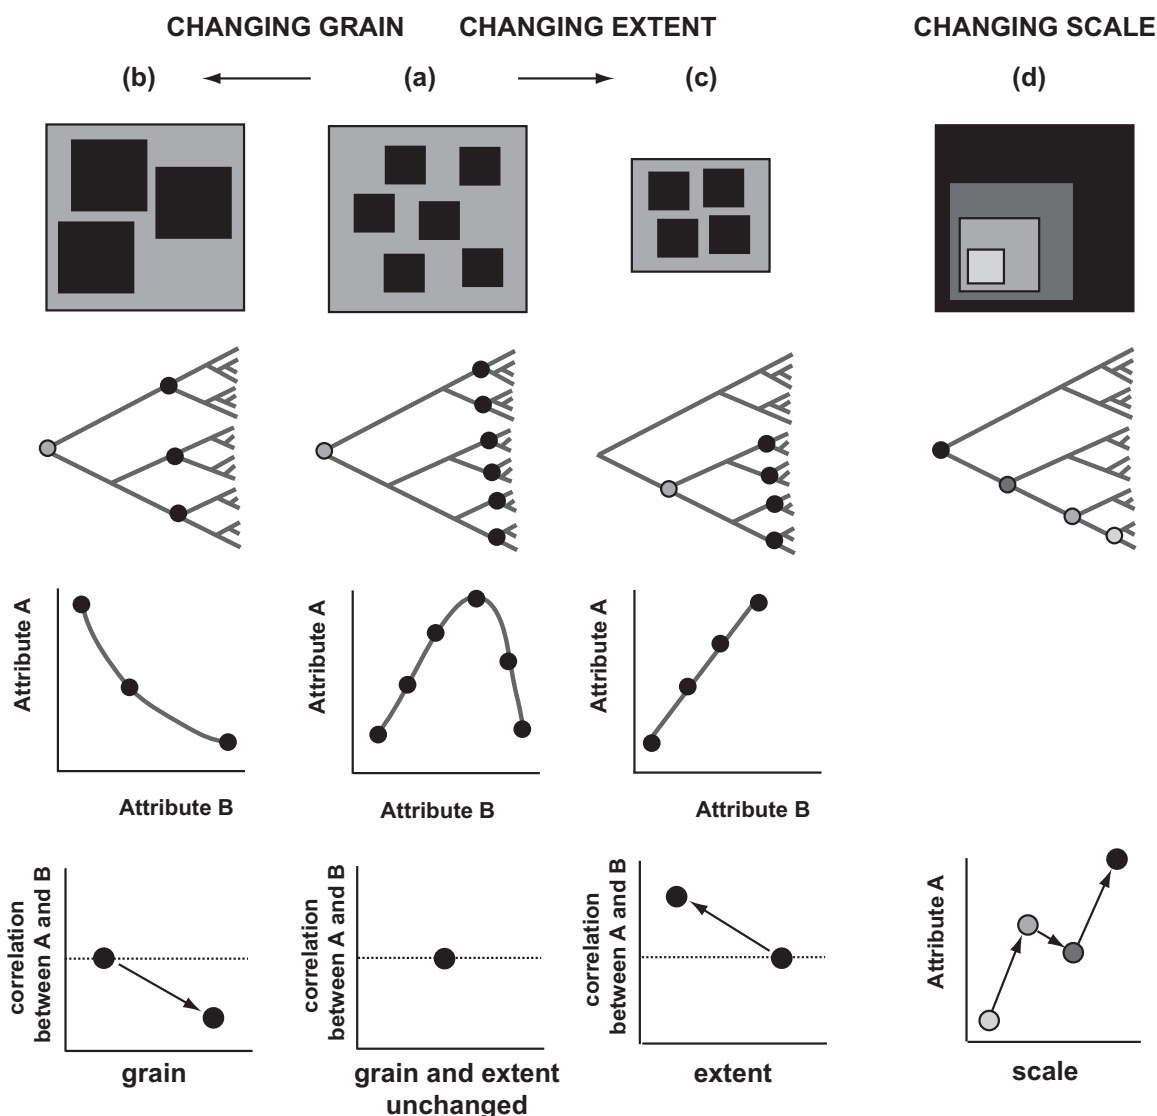 CHANGING GRAIN CHANGING EXTENT CHANGING SCALE
(b) (a) (c) (d)
Attribute A
Attribute A
Attribute A
Attribute B
Attribute B
Attribute B
correlation
between A and B
correlation
between A and B
correlation
between A and B
Attribute A
grain
grain and extent
unchanged
extent
scale